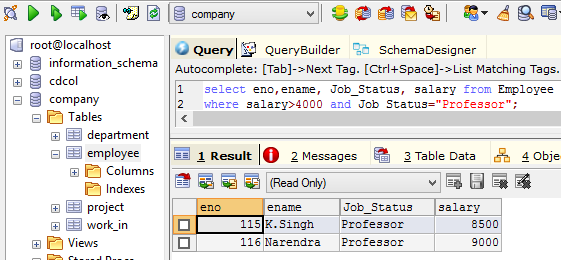 company
root@localhost
information_schema
cdcol
company
Tables
department
employee
Columns
Indexes
project
work_in
Views
Query
QueryBuilder
SchemaDesigner
Autocomplete: [Tab]->Next Tag. [Ctrl+Space]->List Matching Tags.
1 select eno,ename, Job_Status, salary from Employee
2 where salary>4000 and Job_Status="Professor";
1 Result
2 Messages
3 Table Data
4 Obje
(Read Only)
eno ename Job_Status salary
115 K.Singh Professor 8500
116 Narendra Professor 9000